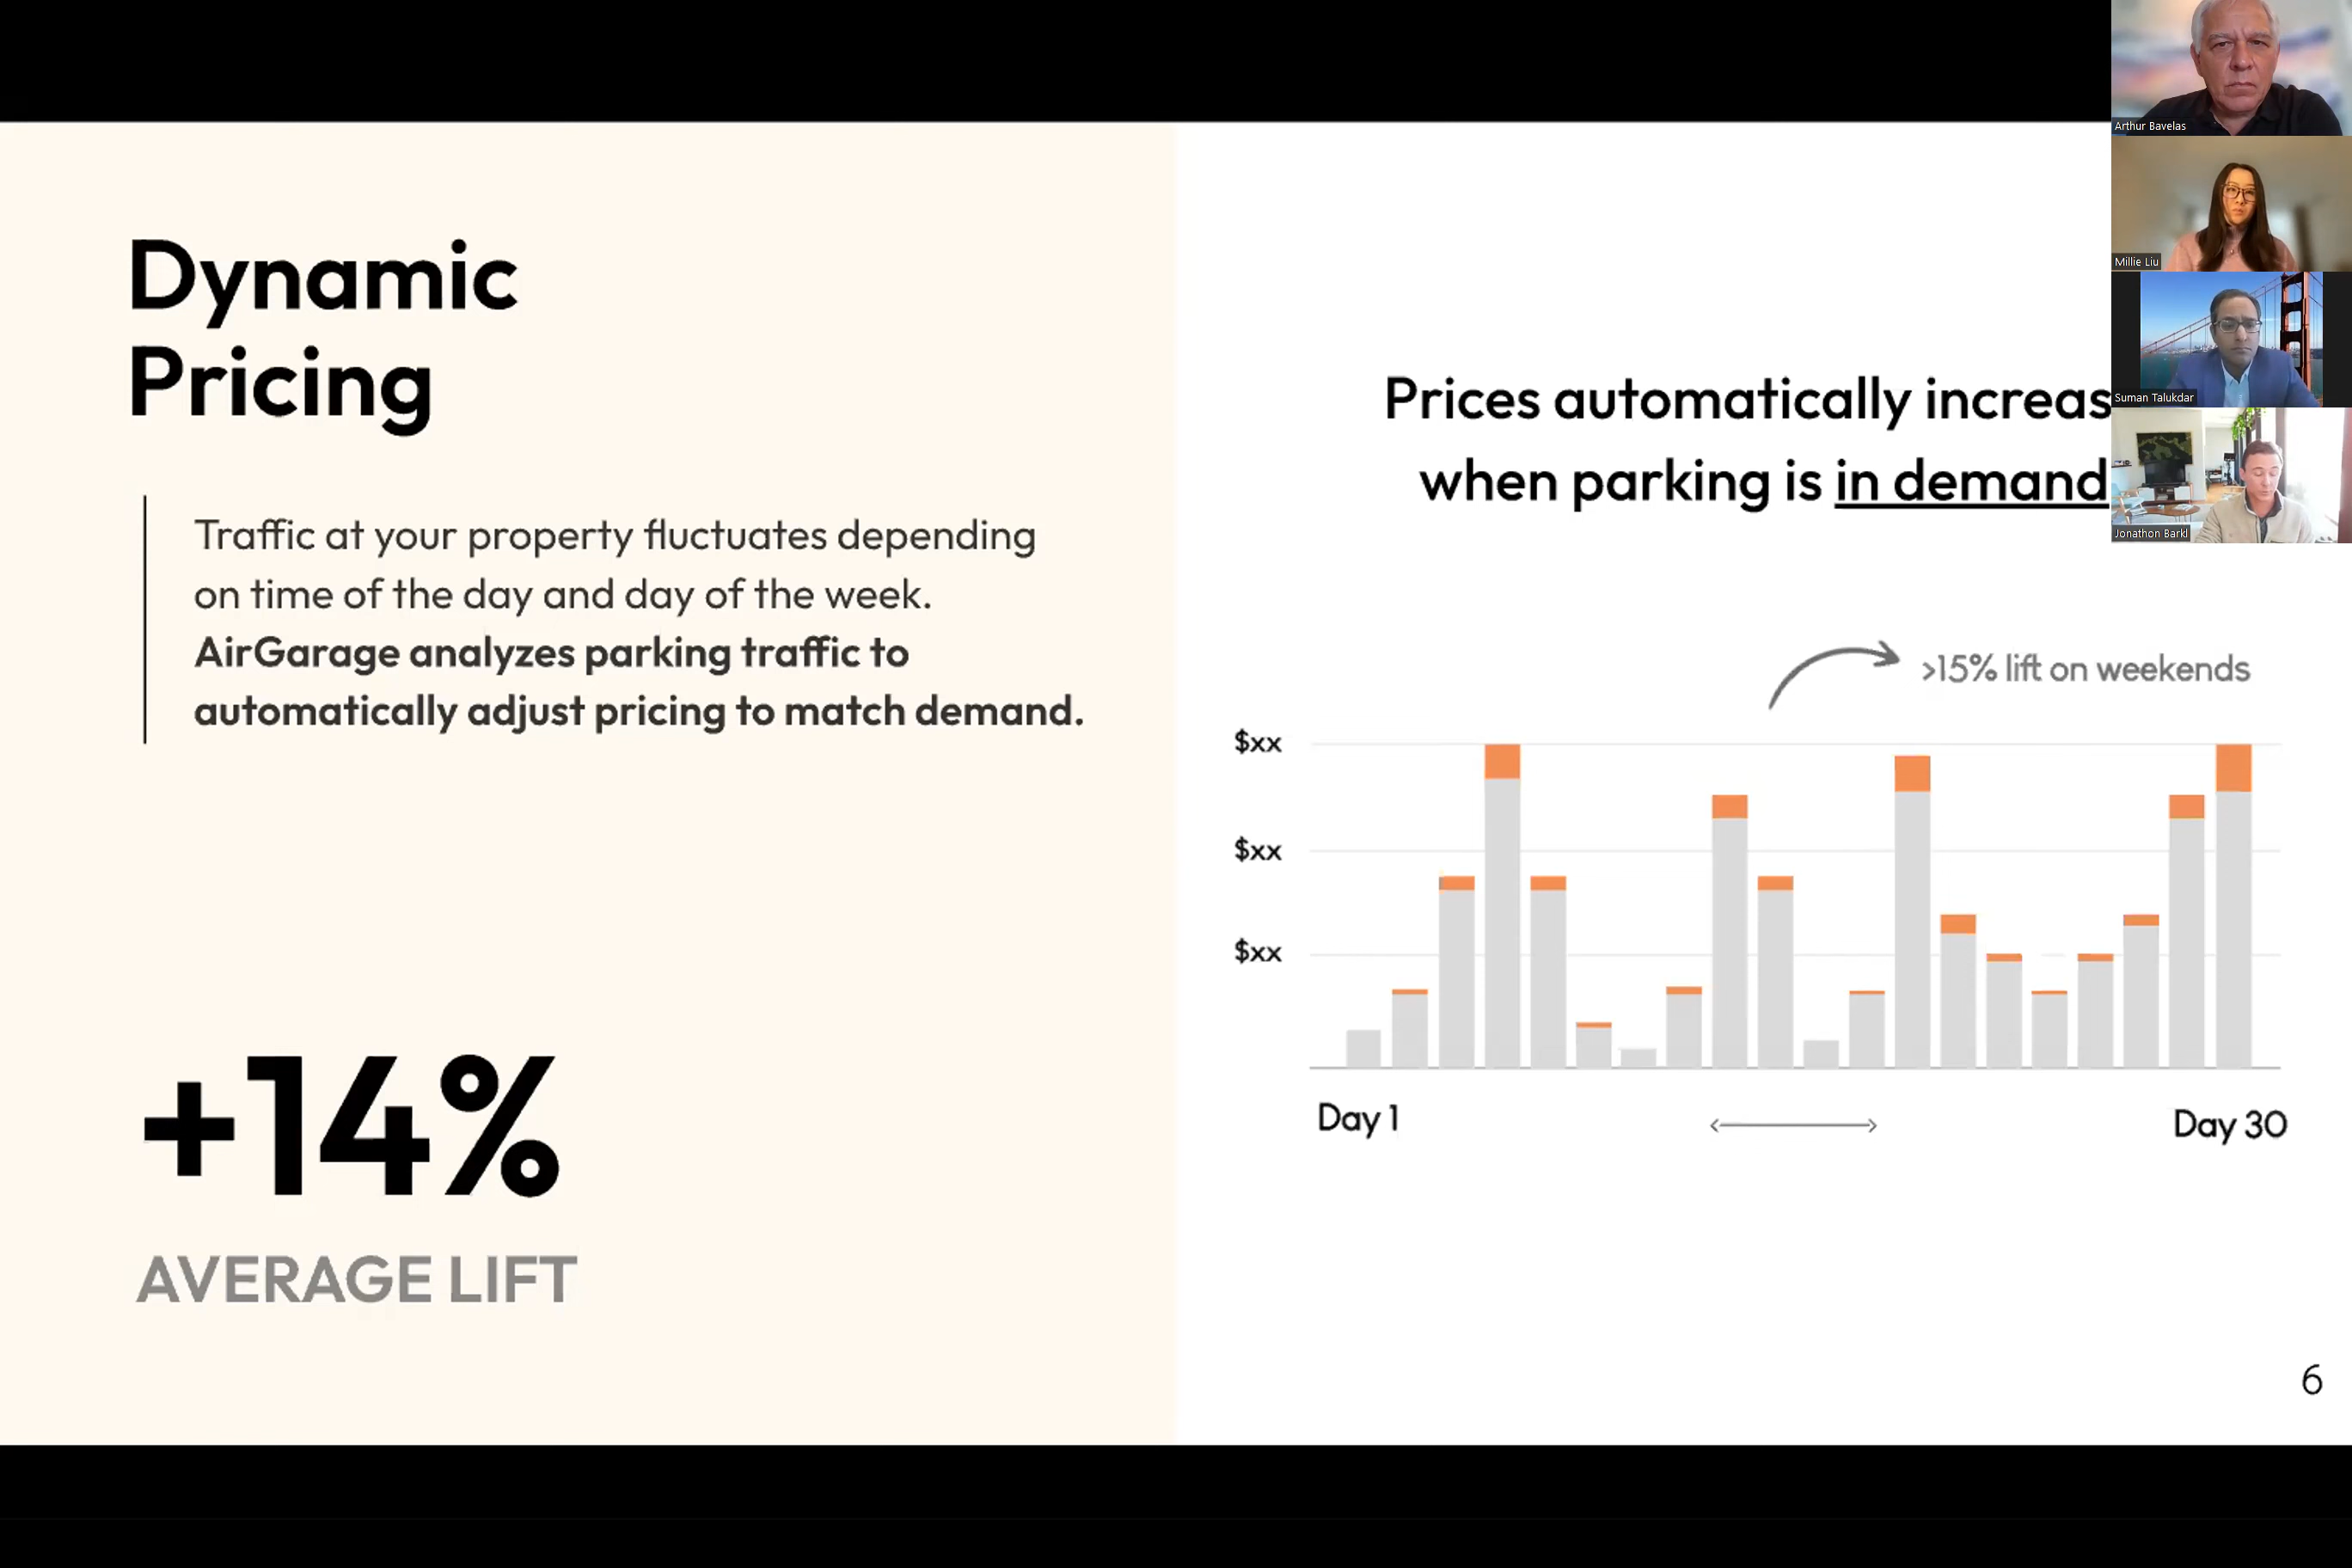 Dynamic
Pricing
Traffic at your property fluctuates depending
on time of the day and day of the week.
AirGarage analyzes parking traffic to
automatically adjust pricing to match demand.
+14%
AVERAGE LIFT
Prices automatically increas
when parking is in demand
>15% lift on weekends
$xx
$xx
$xx
Day 1
Day 30
6
Arthur Bavelas
Millie Liu
Suman Talukdar
Jonathon Barkl